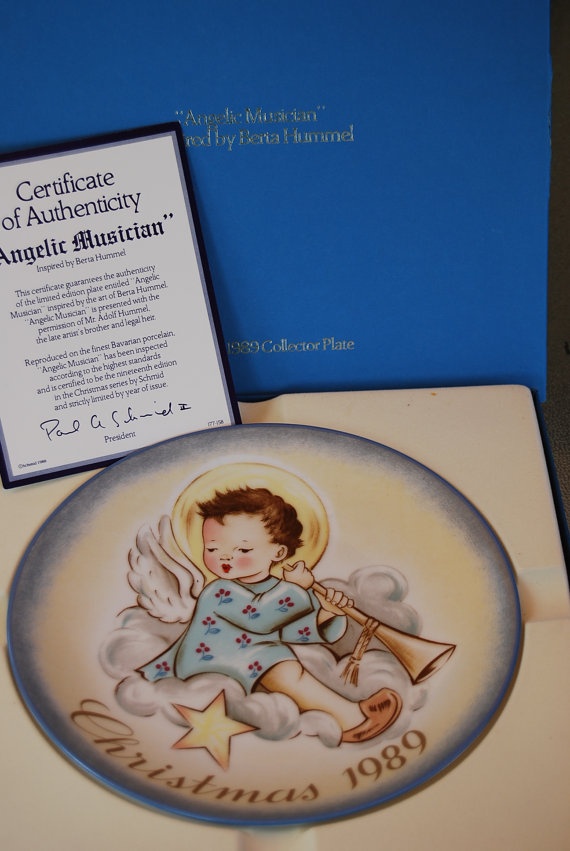 "Angelic Musician"
by Berta Hummel
1989 Collector Plate
Certificate
of Authenticity
Angelic Musician"
Inspired by Berta Hummel
This certificate guarantees the authenticity
of the limited edition plate entitled "Angelic
Musician" inspired by the art of Berta Hummel.
"Angelic Musician" is presented with the
permission of Mr. Adolf Hummel,
the late artist's brother and legal heir.
Reproduced on the finest Bavarian porcelain,
"Angelic Musician" has been inspected
according to the highest standards
and is certified to be the nineteenth edition
in the Christmas series by Schmid
and strictly limited by year of issue.
Paul A Schmid II
President
©Schmid 1988
Christmas 1989